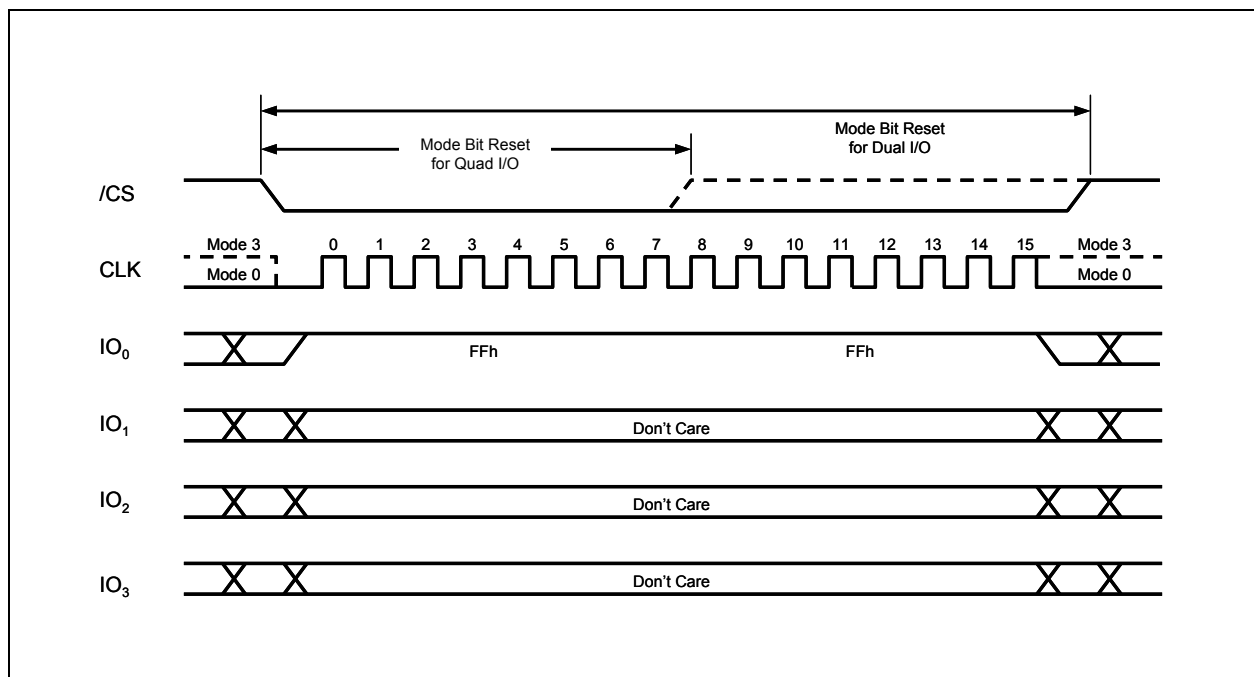 Mode Bit Reset
for Quad I/O
Mode Bit Reset
for Dual I/O
/CS
Mode 3
0 1 2 3 4 5 6 7 8 9 10 11 12 13 14 15
Mode 3
CLK
Mode 0
Mode 0
IO₀
FFh
FFh
IO₁
Don't Care
IO₂
Don't Care
IO₃
Don't Care